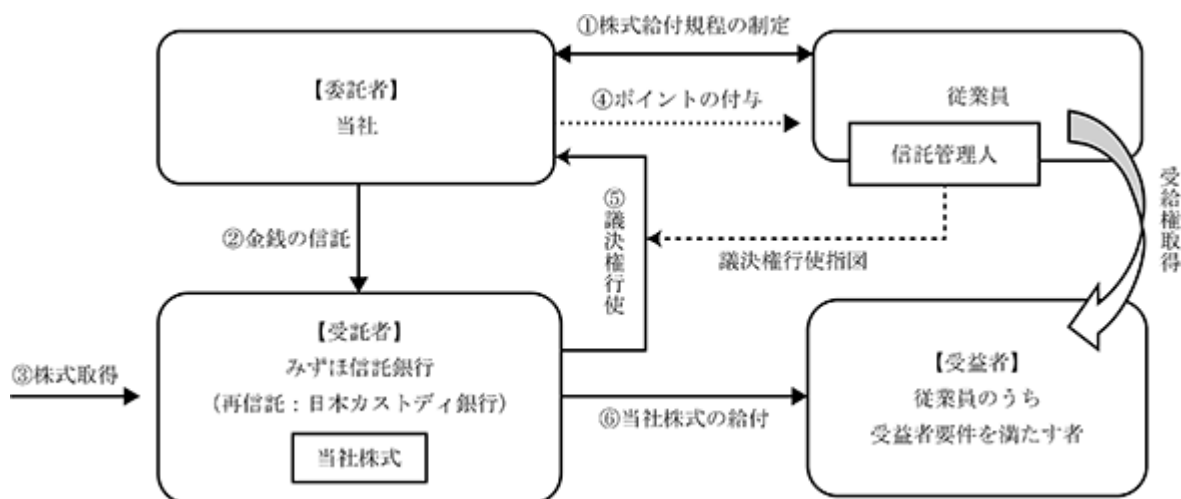 ①株式給付規程の制定
【委託者】
当社
④ポイントの付与
従業員
信託管理人
受給権取得
②金銭の信託
⑤議決権行使
議決権行使指図
③株式取得
【受託者】
みずほ信託銀行
（再信託：日本カストディ銀行）
当社株式
⑥当社株式の給付
【受益者】
従業員のうち
受益者要件を満たす者